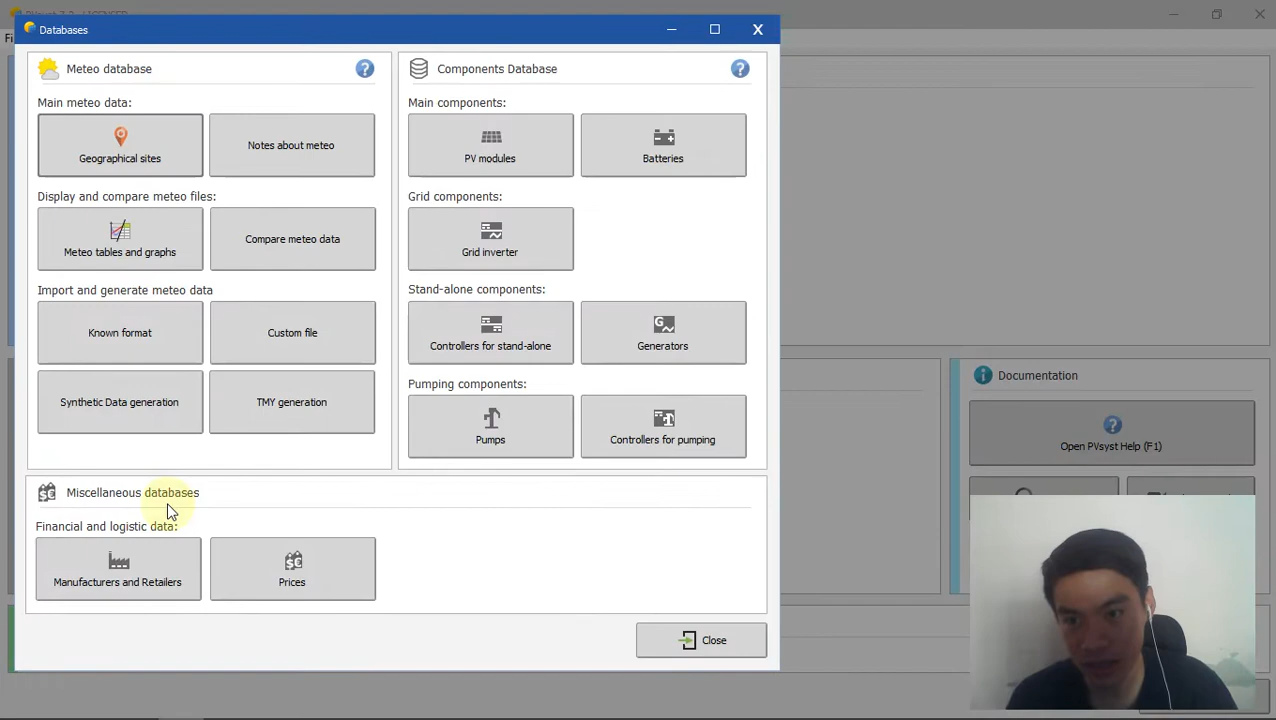 Databases
Meteo database
Main meteo data:
Geographical sites
Notes about meteo
Display and compare meteo files:
Meteo tables and graphs
Compare meteo data
Import and generate meteo data
Known format
Custom file
Synthetic Data generation
TMY generation
Components Database
Main components:
PV modules
Batteries
Grid components:
Grid inverter
Stand-alone components:
Controllers for stand-alone
Generators
Pumping components:
Pumps
Controllers for pumping
Miscellaneous databases
Financial and logistic data:
Manufacturers and Retailers
Prices
Close
Documentation
Open PVsyst Help (F1)